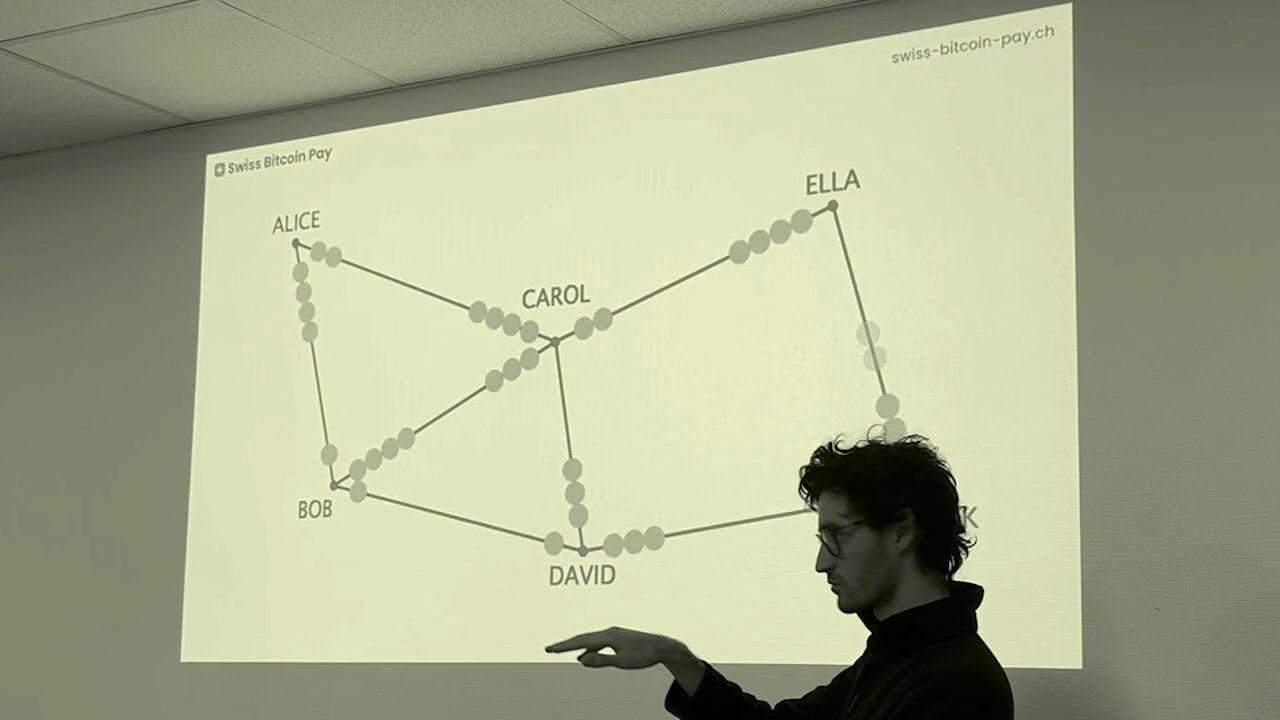 swiss-bitcoin-pay.ch
Swiss Bitcoin Pay
ELLA
ALICE
CAROL
BOB
K
DAVID